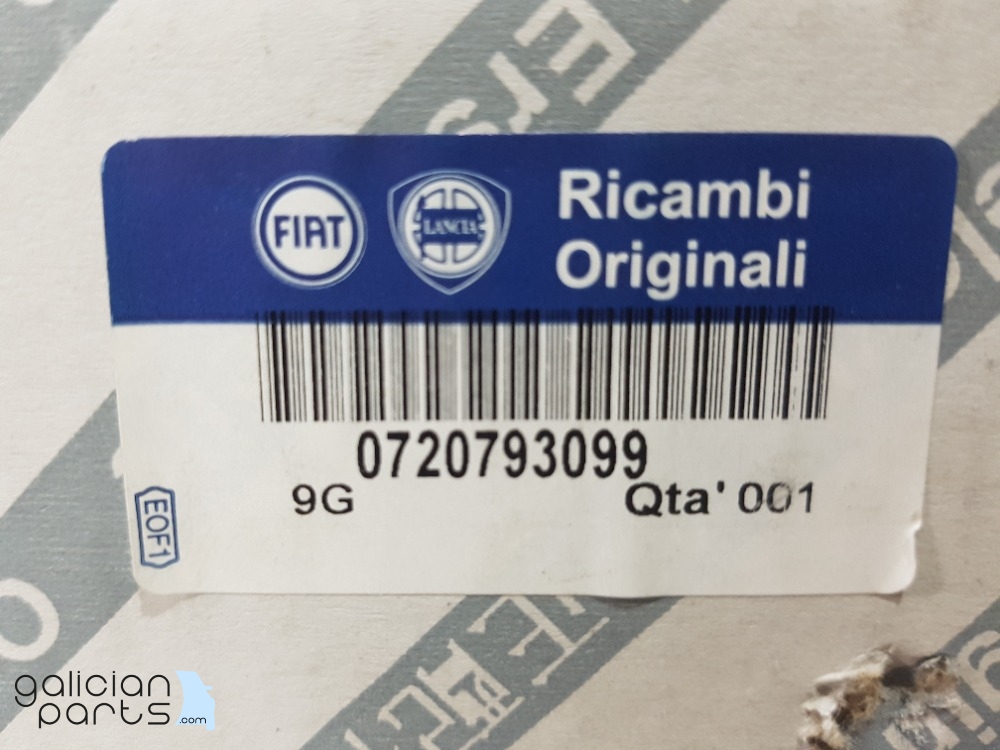 FIAT
LANCIA
Ricambi
Originali
0720793099
9G
Qta' 001
EOF1
galician
parts.com